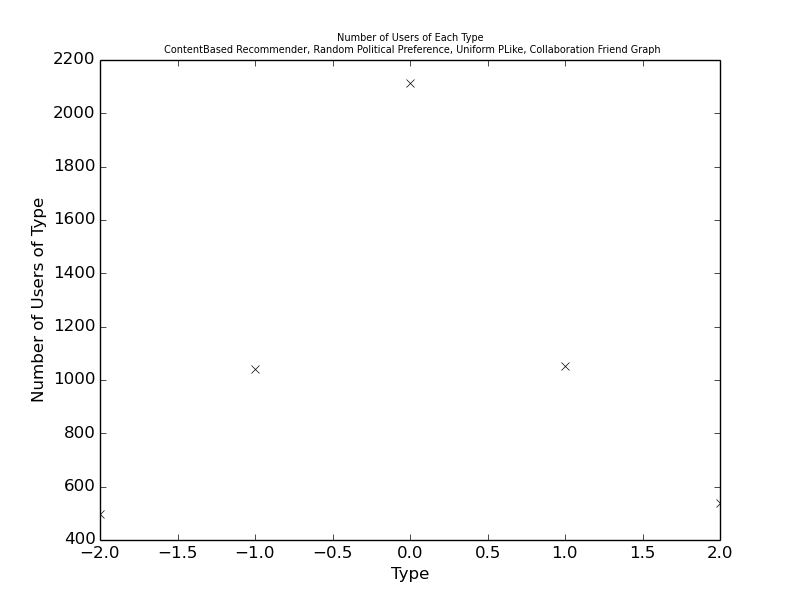 Number of Users of Each Type
ContentBased Recommender, Random Political Preference, Uniform PLike, Collaboration Friend Graph
2200
2000
1800
1600
1400
1200
1000
800
600
400
Number of Users of Type
−2.0 −1.5 −1.0 −0.5 0.0 0.5 1.0 1.5 2.0
Type